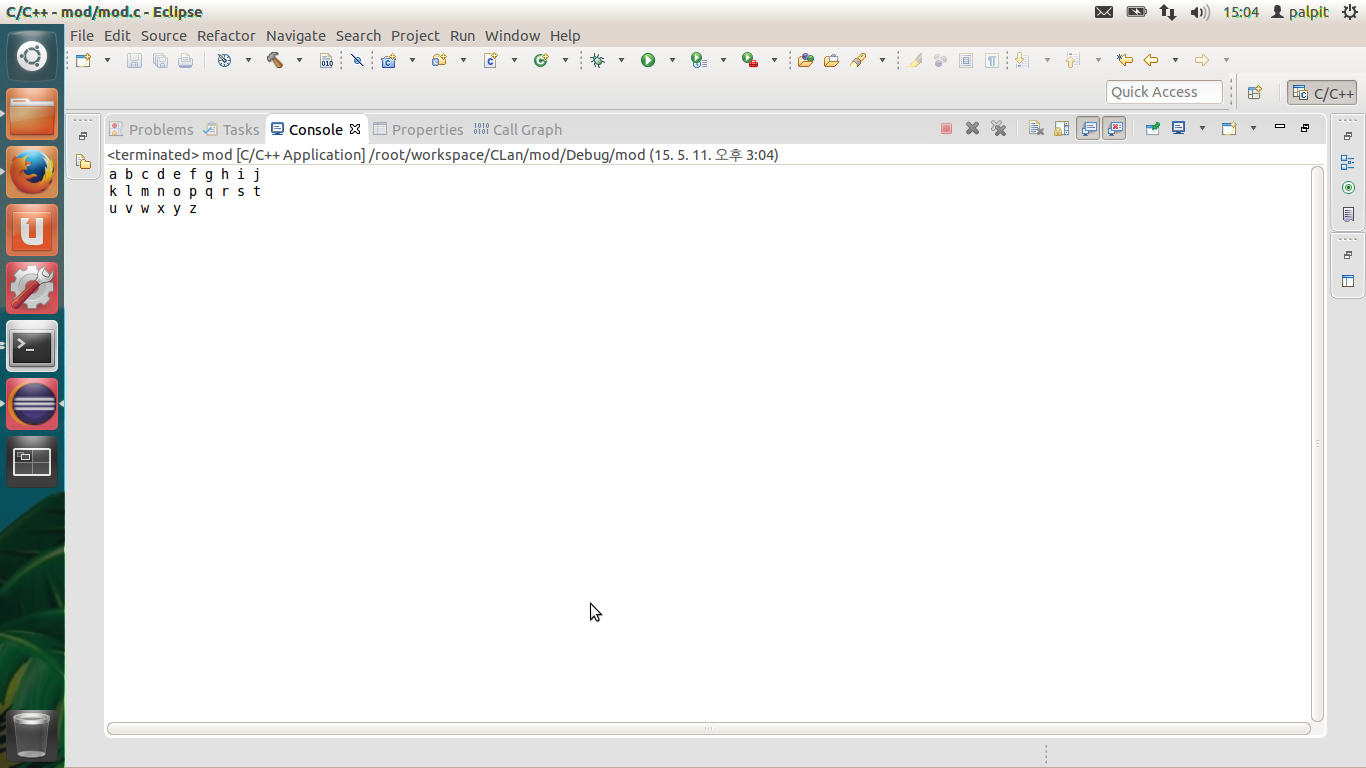 C/C++ - mod/mod.c - Eclipse
15:04 palpit
File Edit Source Refactor Navigate Search Project Run Window Help
Quick Access
C/C++
Problems Tasks Console Properties Call Graph
<terminated> mod [C/C++ Application] /root/workspace/CLan/mod/Debug/mod (15. 5. 11. 오후 3:04)
a b c d e f g h i j
k l m n o p q r s t
u v w x y z